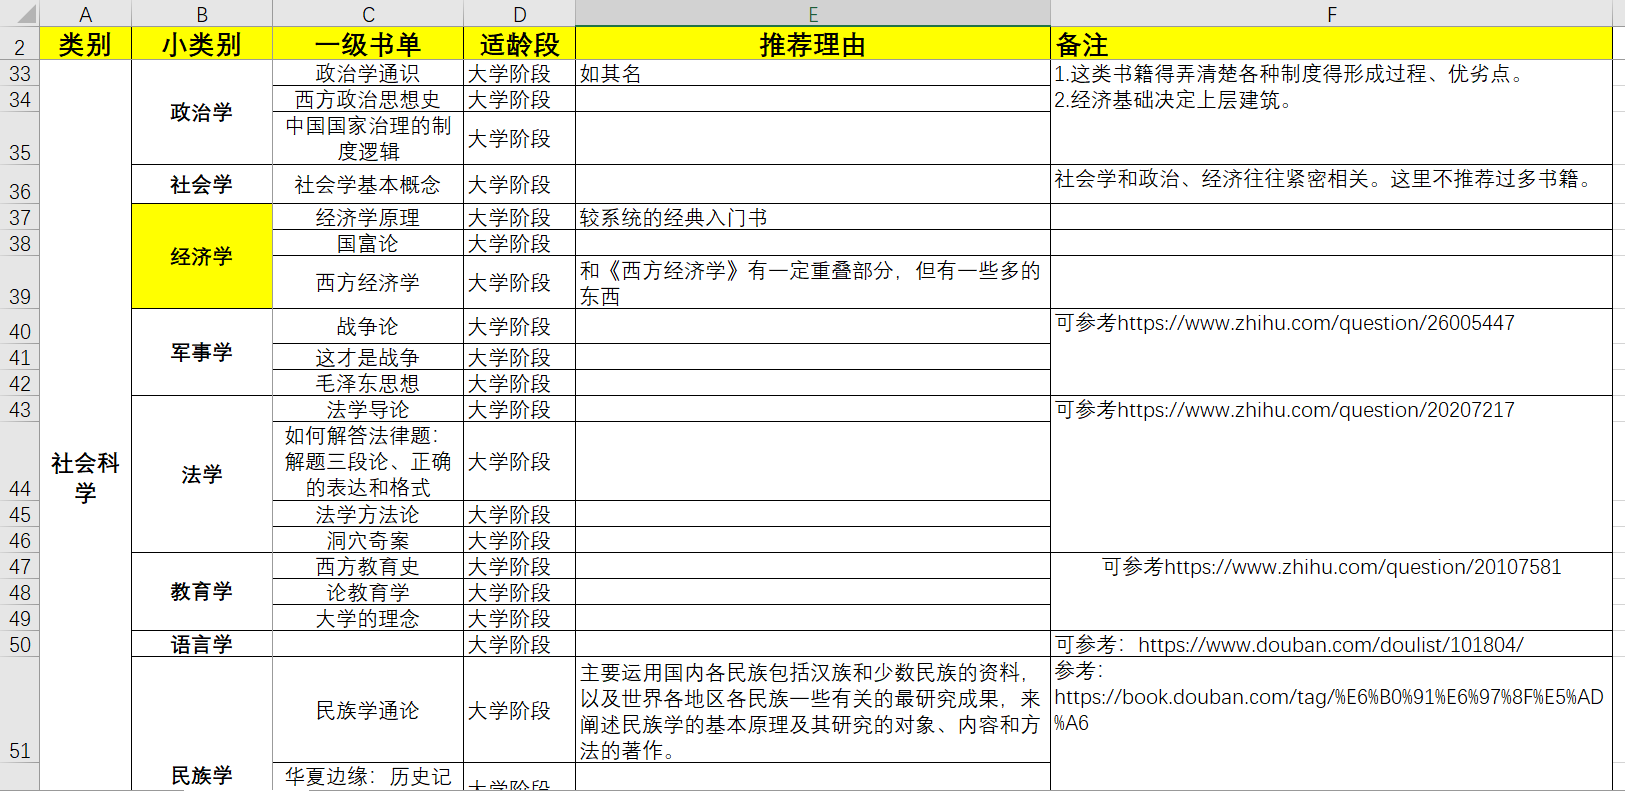 A B C D E F
2 类别 小类别 一级书单 适龄段 推荐理由 备注
33 政治学通识 大学阶段 如其名 1.这类书籍得弄清楚各种制度得形成过程、优劣点。
34 政治学 西方政治思想史 大学阶段 2.经济基础决定上层建筑。
中国国家治理的制
35 度逻辑 大学阶段
36 社会学 社会学基本概念 大学阶段 社会学和政治、经济往往紧密相关。这里不推荐过多书籍。
37 经济学原理 大学阶段 较系统的经典入门书
38 经济学 国富论 大学阶段
39 西方经济学 大学阶段 和《西方经济学》有一定重叠部分，但有一些多的
东西
40 战争论 大学阶段 可参考https://www.zhihu.com/question/26005447
41 军事学 这才是战争 大学阶段
42 毛泽东思想 大学阶段
43 法学导论 大学阶段 可参考https://www.zhihu.com/question/20207217
如何解答法律题：
社会科 解题三段论、正确 大学阶段
44 学 法学 的表达和格式
45 法学方法论 大学阶段
46 洞穴奇案 大学阶段
47 西方教育史 大学阶段 可参考https://www.zhihu.com/question/20107581
48 教育学 论教育学 大学阶段
49 大学的理念 大学阶段
50 语言学 大学阶段 可参考：https://www.douban.com/doulist/101804/
主要运用国内各民族包括汉族和少数民族的资料， 参考：
以及世界各地区各民族一些有关的最研究成果，来 https://book.douban.com/tag/%E6%B0%91%E6%97%8F%E5%AD
民族学通论 大学阶段 阐述民族学的基本原理及其研究的对象、内容和方 %A6
51 法的著作。
民族学 华夏边缘：历史记 大学阶段